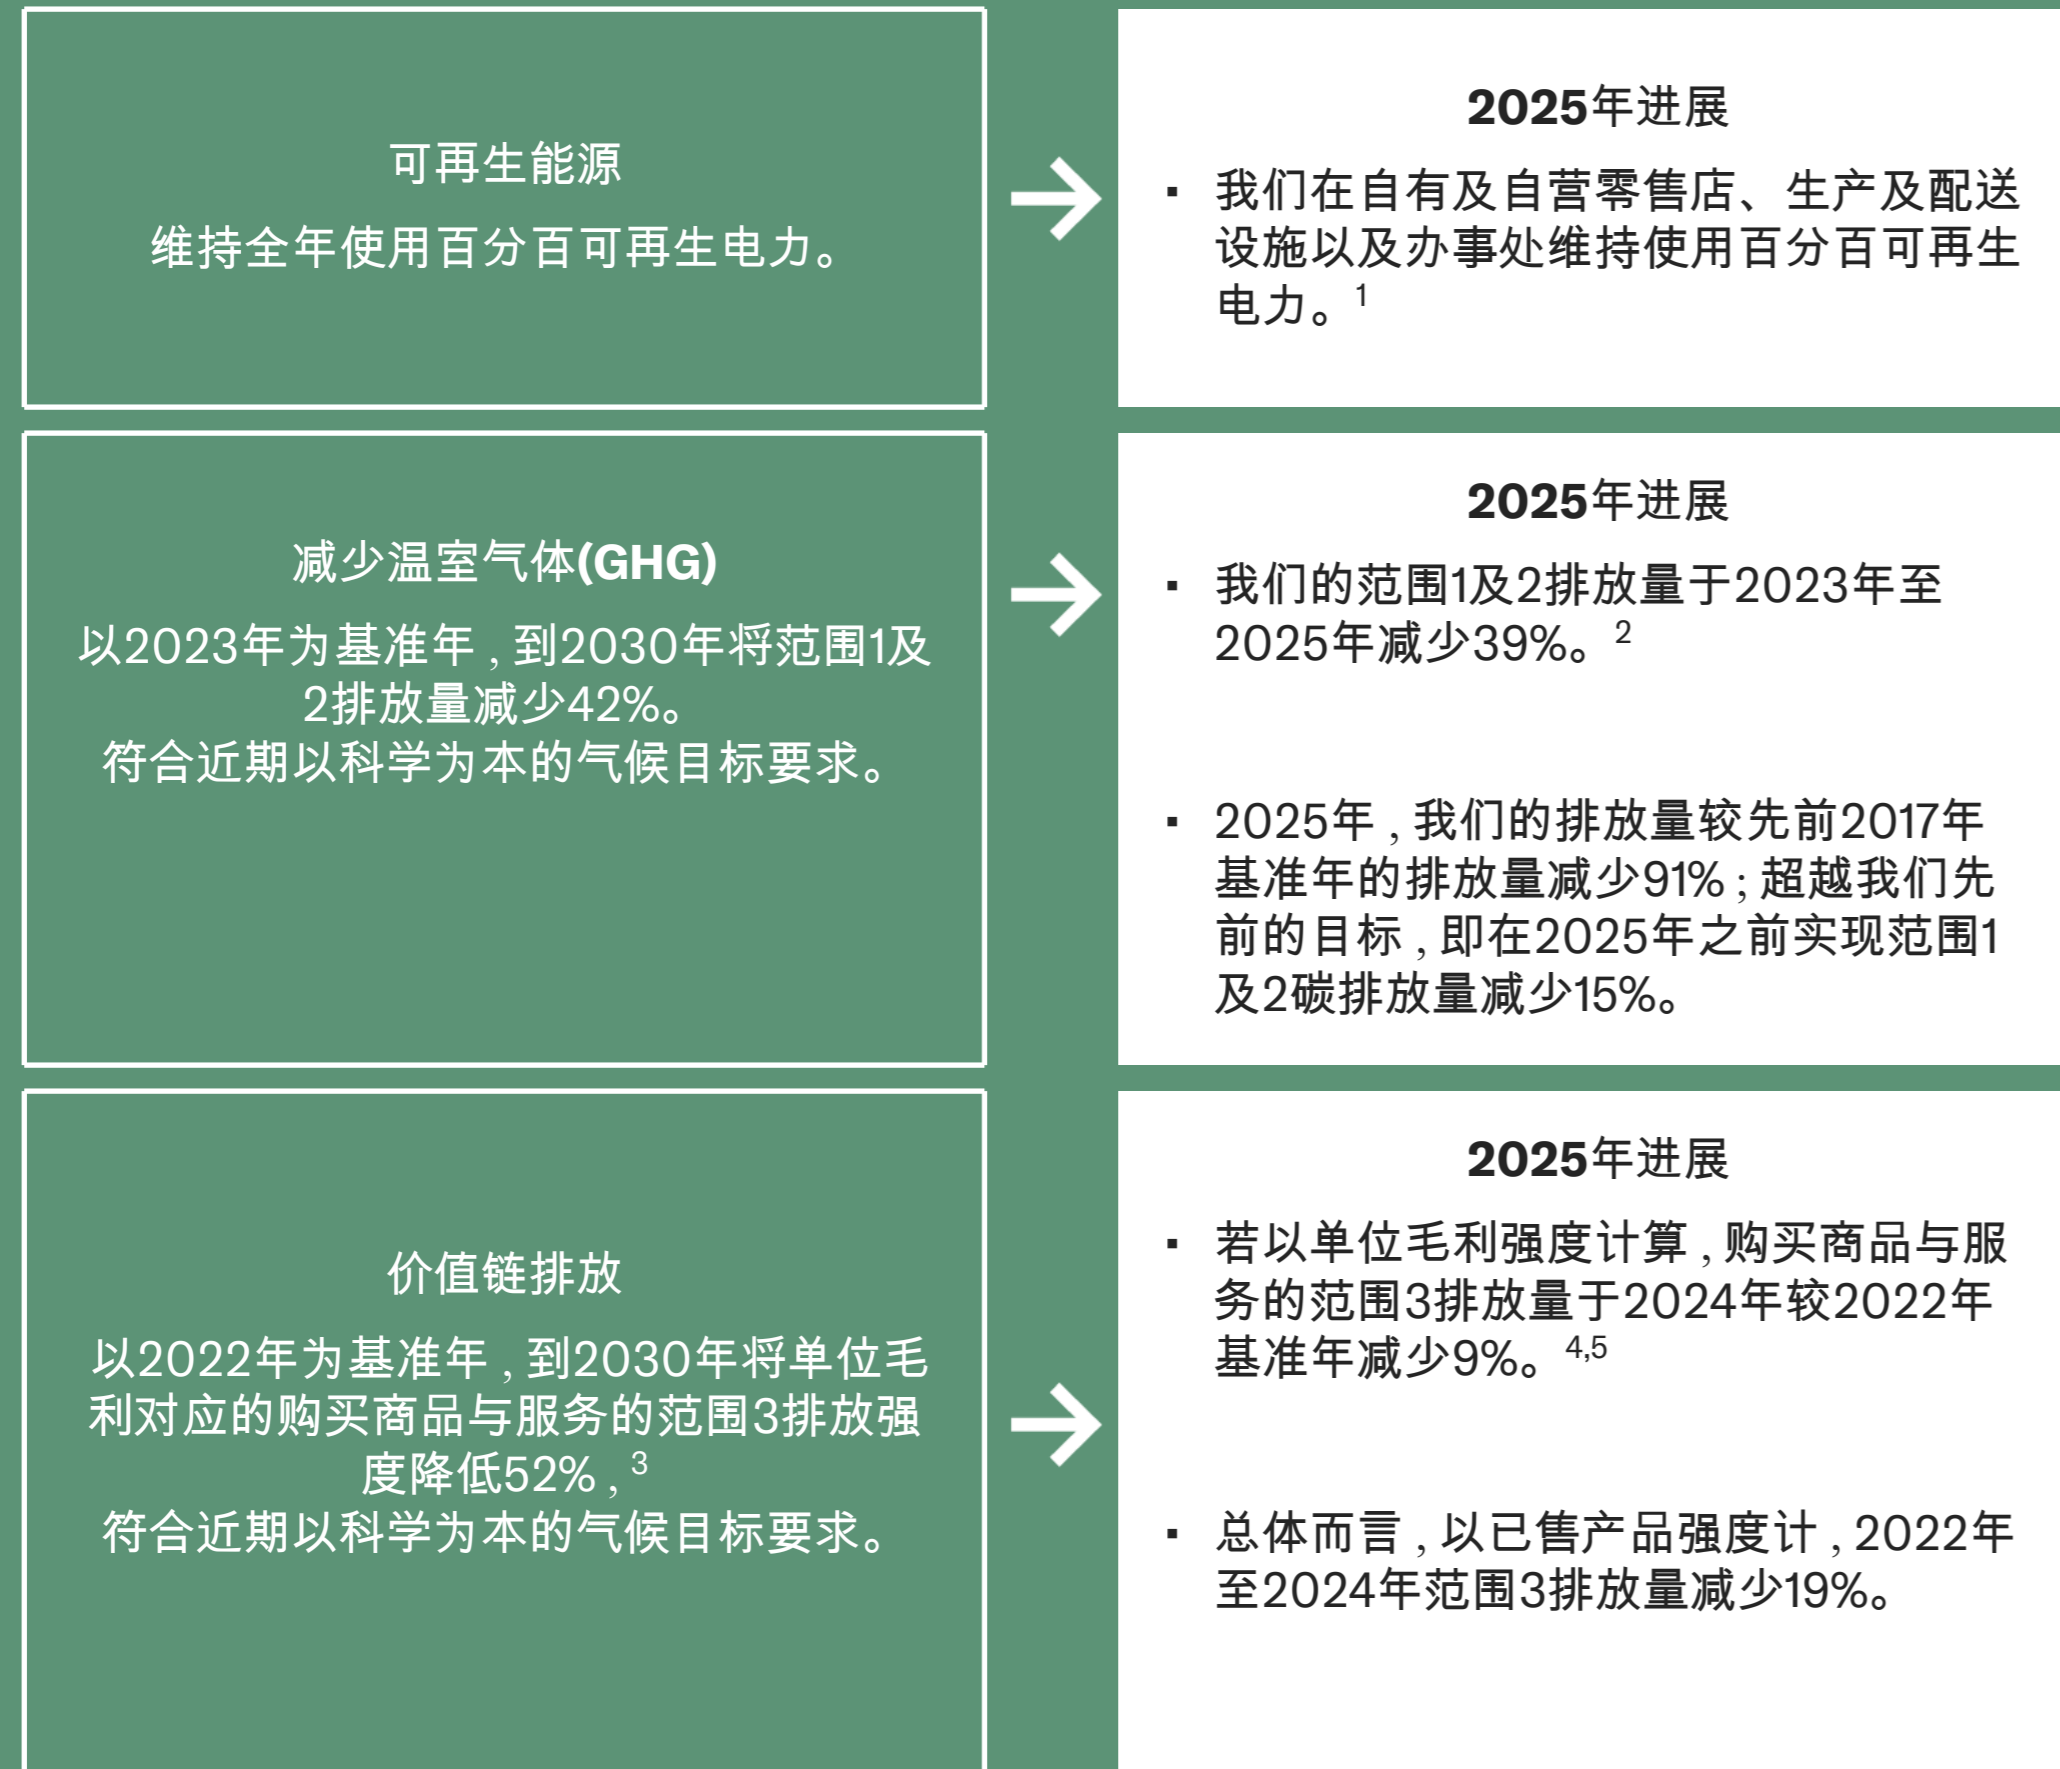 可再生能源
维持全年使用百分百可再生电力。
2025年进展
▪ 我们在自有及自营零售店、生产及配送
设施以及办事处维持使用百分百可再生
电力。1
减少温室气体(GHG)
以2023年为基准年，到2030年将范围1及
2排放量减少42%。
符合近期以科学为本的气候目标要求。
2025年进展
▪ 我们的范围1及2排放量于2023年至
2025年减少39%。2
▪ 2025年，我们的排放量较先前2017年
基准年的排放量减少91%；超越我们先
前的目标，即在2025年之前实现范围1
及2碳排放量减少15%。
价值链排放
以2022年为基准年，到2030年将单位毛
利对应的购买商品与服务的范围3排放强
度降低52%，3
符合近期以科学为本的气候目标要求。
2025年进展
▪ 若以单位毛利强度计算，购买商品与服
务的范围3排放量于2024年较2022年
基准年减少9%。4,5
▪ 总体而言，以已售产品强度计，2022年
至2024年范围3排放量减少19%。